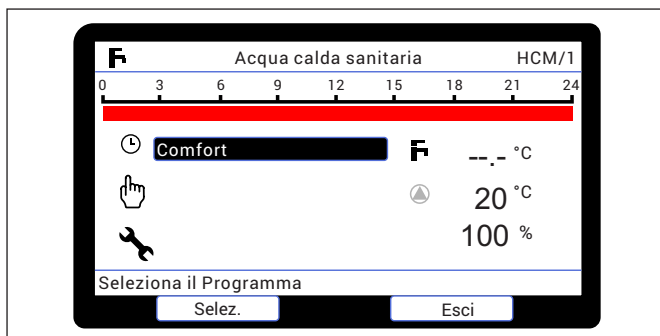 Acqua calda sanitaria HCM/1
0 3 6 9 12 15 18 21 24
Comfort --.- °C
20 °C
100 %
Seleziona il Programma
Selez. Esci